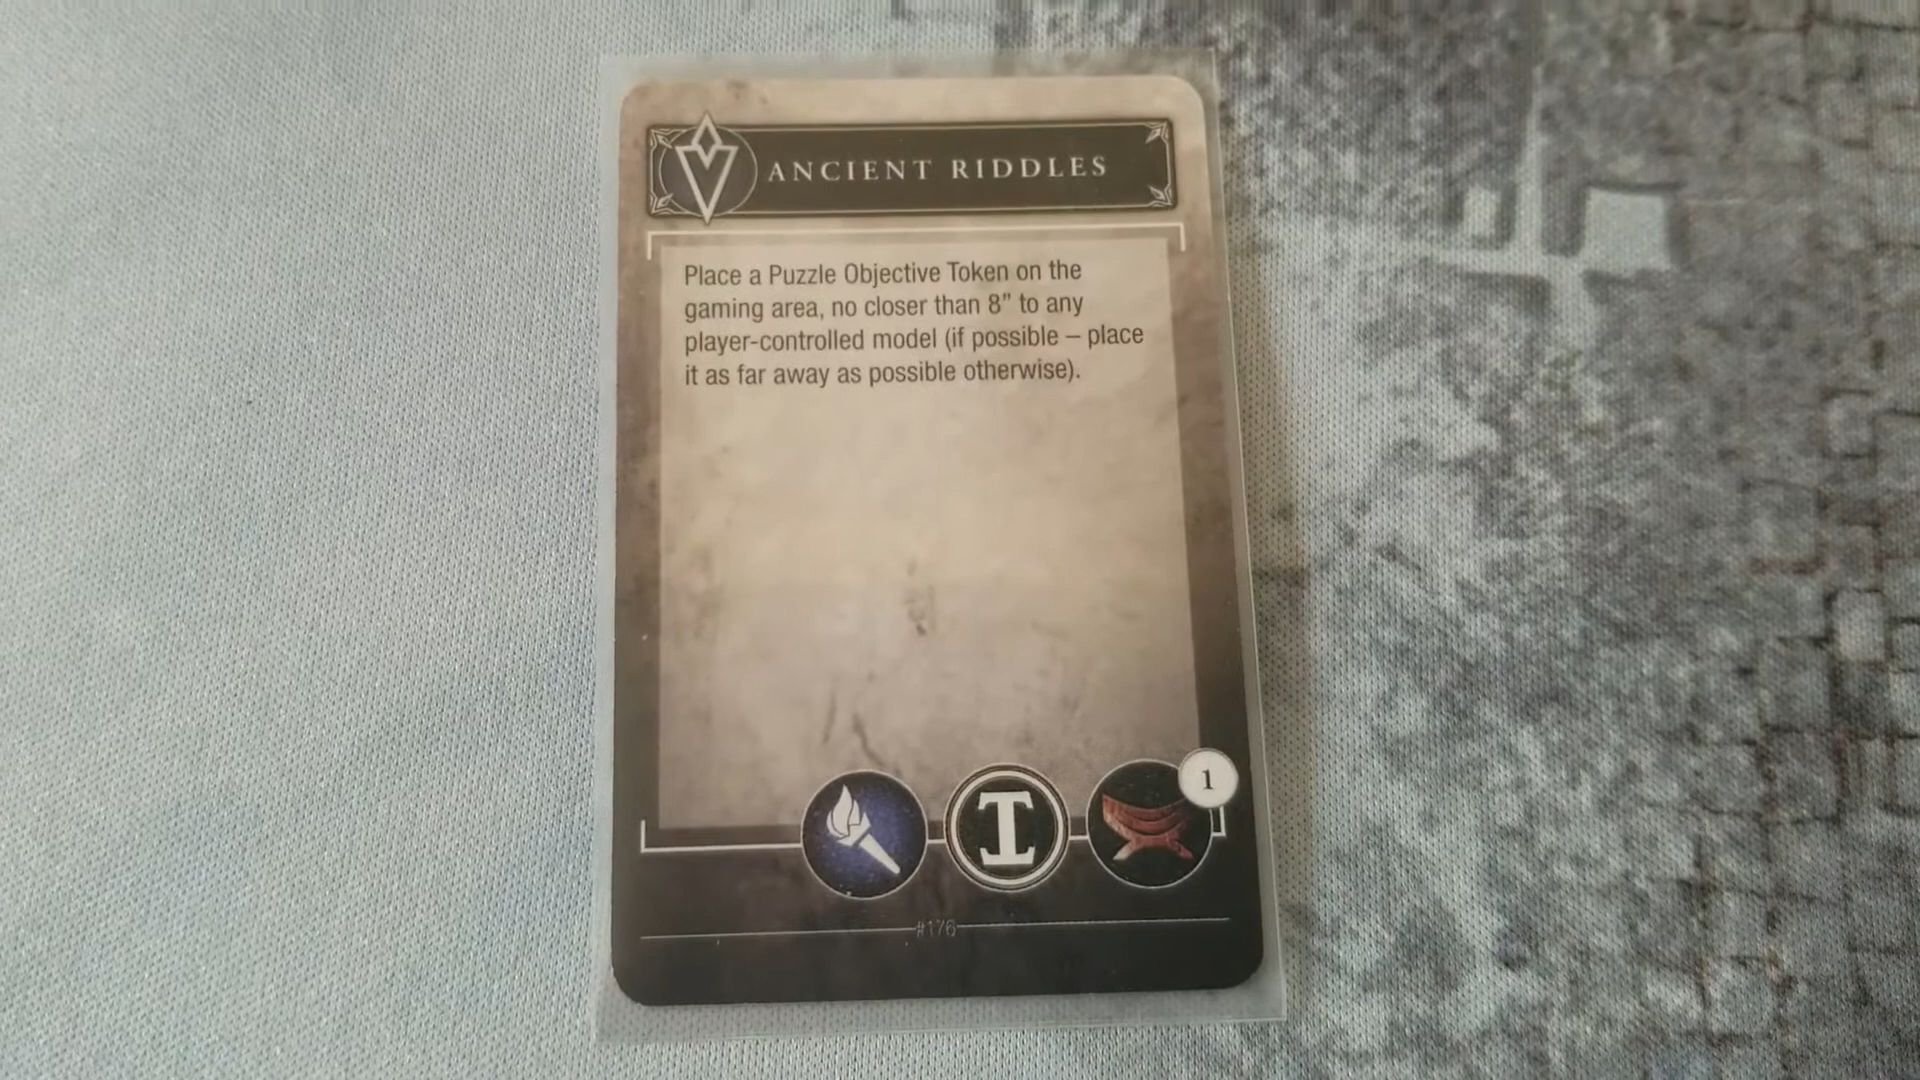 ANCIENT RIDDLES
Place a Puzzle Objective Token on the
gaming area, no closer than 8" to any
player-controlled model (if possible – place
it as far away as possible otherwise).
1
I
#176